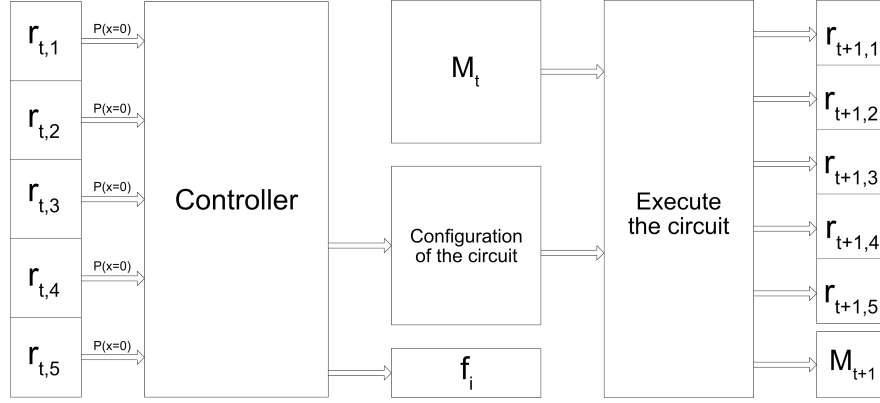 r_t,1
P(x=0)
r_t,2
P(x=0)
r_t,3
P(x=0)
r_t,4
P(x=0)
r_t,5
P(x=0)
Controller
M_t
Configuration
of the circuit
f_i
Execute
the circuit
r_t+1,1
r_t+1,2
r_t+1,3
r_t+1,4
r_t+1,5
M_t+1